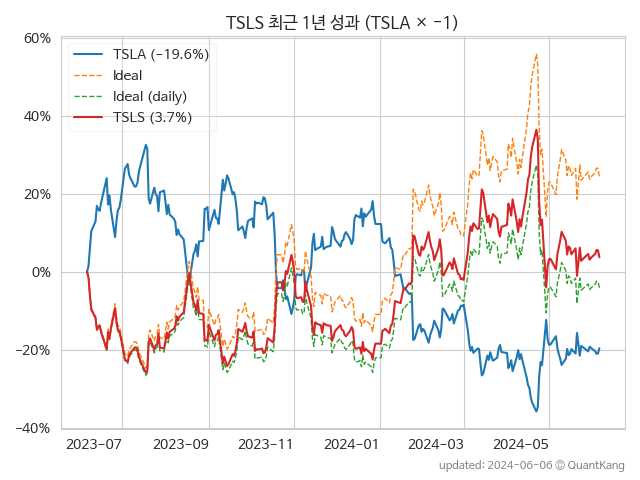 TSLS 최근 1년 성과 (TSLA × -1)
60%
40%
20%
0%
−20%
−40%
TSLA (-19.6%)
Ideal
Ideal (daily)
TSLS (3.7%)
2023-07
2023-09
2023-11
2024-01
2024-03
2024-05
updated: 2024-06-06 © QuantKang